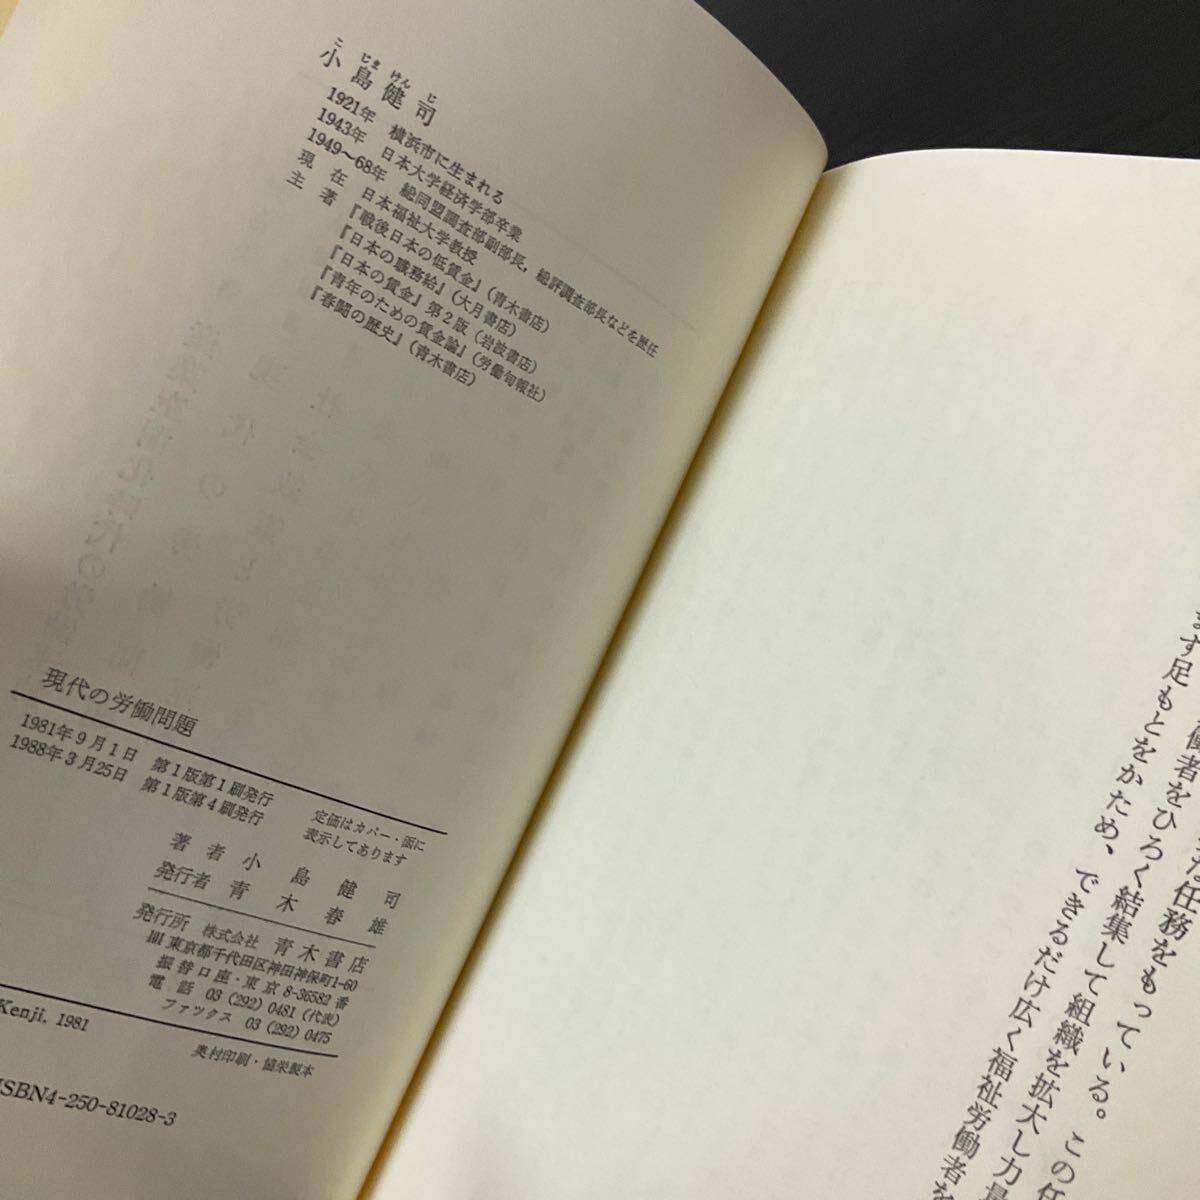 こ じま けん じ
小島健司
1921年 横浜市に生まれる
1943年 日本大学経済学部卒業
1949〜68年 総同盟調査部副部長，総評調査部長などを歴任
現在 日本福祉大学教授
主著 『戦後日本の低賃金』(青木書店)
『日本の職務給』(大月書店)
『日本の賃金』第2版(岩波書店)
『青年のための賃金論』(労働旬報社)
『春闘の歴史』(青木書店)
現代の労働問題
1981年9月1日 第1版第1刷発行
1988年3月25日 第1版第4刷発行
定価はカバー・函に
表示してあります
著者 小島健司
発行者 青木春雄
発行所 株式会社 青木書店
111 東京都千代田区神田神保町1-60
振替口座・東京 8-36582 番
電話 03 (292) 0481 (代表)
ファックス 03 (292) 0475
Kenji, 1981
奥村印刷・協栄製本
ISBN4-250-81028-3
な任務をもっている。この任
働者をひろく結集して組織を拡大し力量
ます足もとをかため、できるだけ広く福祉労働者を